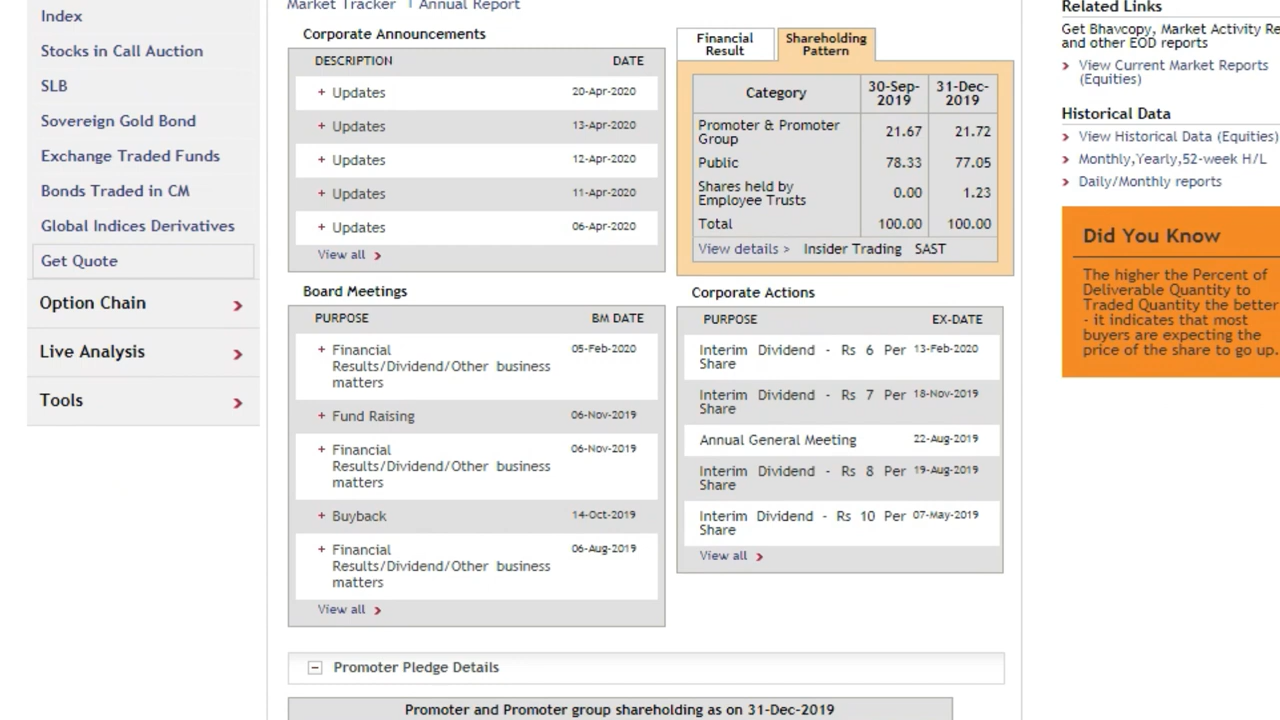 Market Tracker | Annual Report
Index
Stocks in Call Auction
SLB
Sovereign Gold Bond
Exchange Traded Funds
Bonds Traded in CM
Global Indices Derivatives
Get Quote
Option Chain
Live Analysis
Tools
Corporate Announcements
DESCRIPTION DATE
+ Updates 20-Apr-2020
+ Updates 13-Apr-2020
+ Updates 12-Apr-2020
+ Updates 11-Apr-2020
+ Updates 06-Apr-2020
View all
Financial Result
Shareholding Pattern
Category 30-Sep-2019 31-Dec-2019
Promoter & Promoter
Group 21.67 21.72
Public 78.33 77.05
Shares held by
Employee Trusts 0.00 1.23
Total 100.00 100.00
View details > Insider Trading SAST
Board Meetings
PURPOSE BM DATE
+ Financial 05-Feb-2020
Results/Dividend/Other business
matters
+ Fund Raising 06-Nov-2019
+ Financial 06-Nov-2019
Results/Dividend/Other business
matters
+ Buyback 14-Oct-2019
+ Financial 06-Aug-2019
Results/Dividend/Other business
matters
View all
Corporate Actions
PURPOSE EX-DATE
Interim Dividend - Rs 6 Per 13-Feb-2020
Share
Interim Dividend - Rs 7 Per 18-Nov-2019
Share
Annual General Meeting 22-Aug-2019
Interim Dividend - Rs 8 Per 19-Aug-2019
Share
Interim Dividend - Rs 10 Per 07-May-2019
Share
View all
Promoter Pledge Details
Promoter and Promoter group shareholding as on 31-Dec-2019
Related Links
Get Bhavcopy, Market Activity Re
and other EOD reports
View Current Market Reports
(Equities)
Historical Data
View Historical Data (Equities)
Monthly,Yearly,52-week H/L
Daily/Monthly reports
Did You Know
The higher the Percent of
Deliverable Quantity to
Traded Quantity the better
- it indicates that most
buyers are expecting the
price of the share to go up.